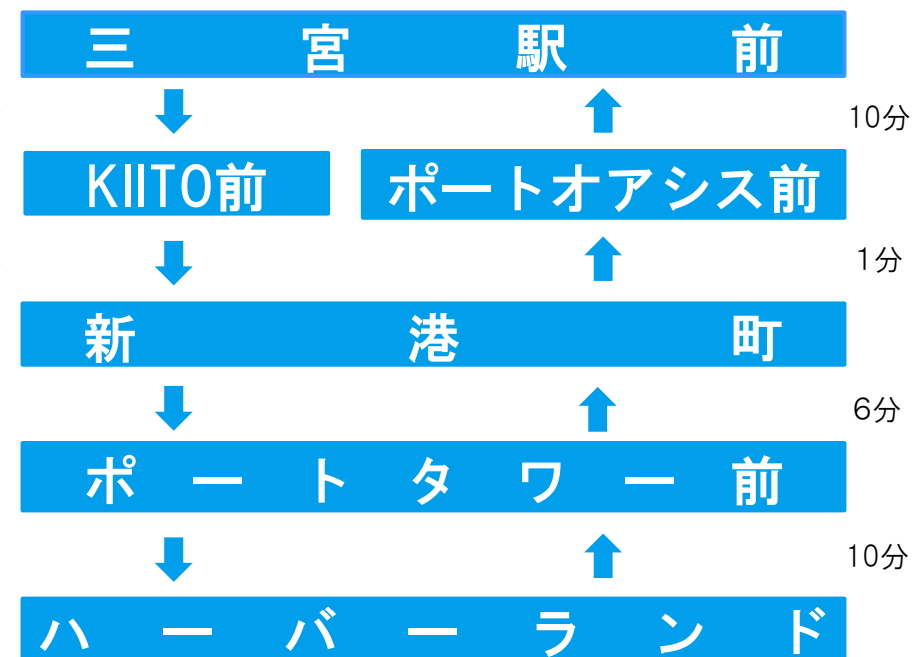 三宮駅前
10分
KIITO前 ポートオアシス前
1分
新港町
6分
ポートタワー前
10分
ハーバーランド